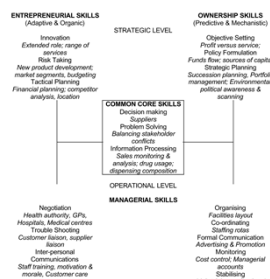 ENTREPRENEURIAL SKILLS
(Adaptive & Organic)
OWNERSHIP SKILLS
(Predictive & Mechanistic)
STRATEGIC LEVEL
Innovation
Extended role; range of
services
Risk Taking
New product development;
market segments, budgeting
Tactical Planning
Financial planning; competitor
analysis, location
Objective Setting
Profit versus service;
Policy Formulation
Funds flow; sources of capital
Strategic Planning
Succession planning, Portfolio
management; Environmental
political awareness &
scanning
COMMON CORE SKILLS
Decision making
Suppliers
Problem Solving
Balancing stakeholder
conflicts
Information Processing
Sales monitoring &
analysis; drug usage;
dispensing composition
OPERATIONAL LEVEL
MANAGERIAL SKILLS
Negotiation
Health authority, GPs,
Hospitals, Medical centres
Trouble Shooting
Customer liaison, supplier
liaison
Inter-personal
Communications
Staff training, motivation &
morale, Customer care
Organising
Facilities layout
Co-ordinating
Staffing rotas
Formal Communication
Advertising & Promotion
Monitoring
Cost control; Managerial
accounts
Stabilising